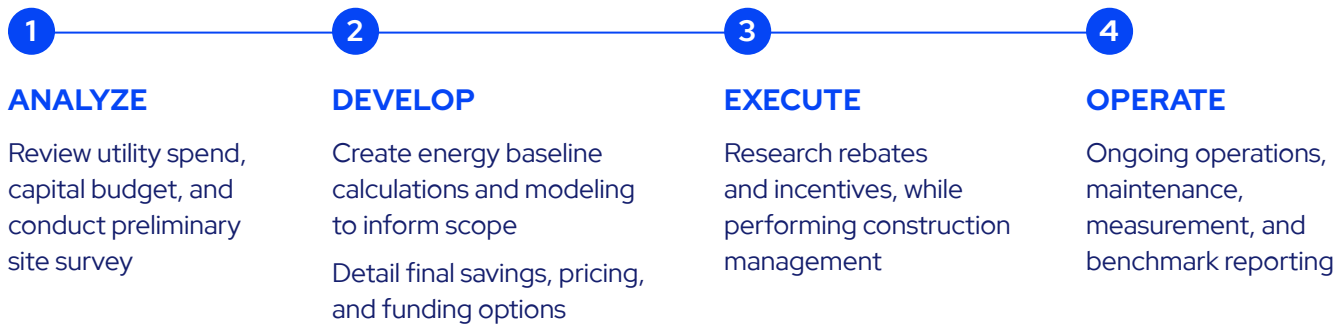 1
ANALYZE
Review utility spend,
capital budget, and
conduct preliminary
site survey
2
DEVELOP
Create energy baseline
calculations and modeling
to inform scope
Detail final savings, pricing,
and funding options
3
EXECUTE
Research rebates
and incentives, while
performing construction
management
4
OPERATE
Ongoing operations,
maintenance,
measurement, and
benchmark reporting